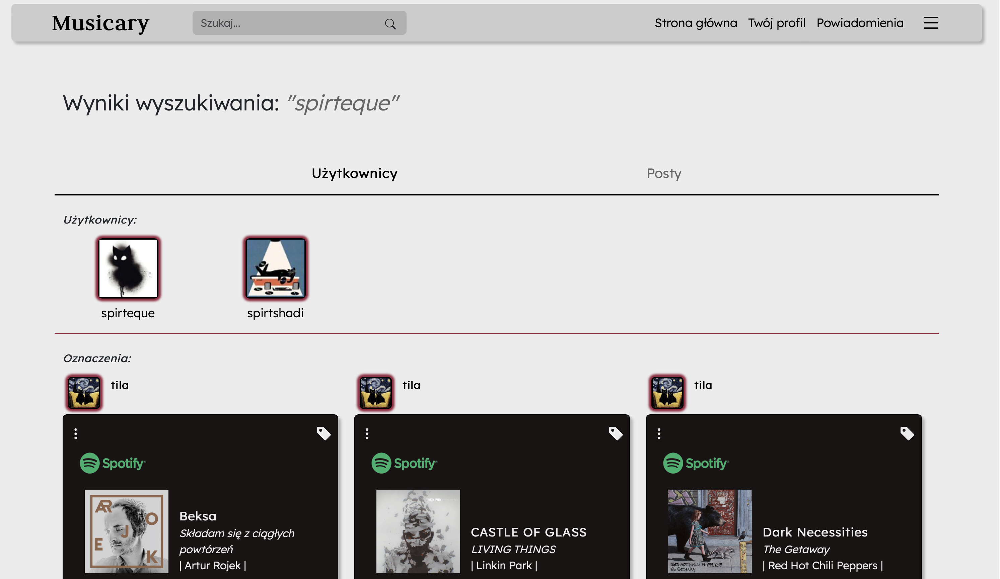 Musicary
Szukaj...
Strona główna Twój profil Powiadomienia
Wyniki wyszukiwania: "spirteque"
Użytkownicy
Posty
Użytkownicy:
spirteque
spirtshadi
Oznaczenia:
tila
tila
tila
Spotify®
AR
O
J
E
K
Beksa
Składam się z ciągłych
powtórzeń
| Artur Rojek |
Spotify®
LINKIN PARK
CASTLE OF GLASS
LIVING THINGS
| Linkin Park |
Spotify®
RED HOT CHILI PEPPERS
the GETAWAY
Dark Necessities
The Getaway
| Red Hot Chili Peppers |